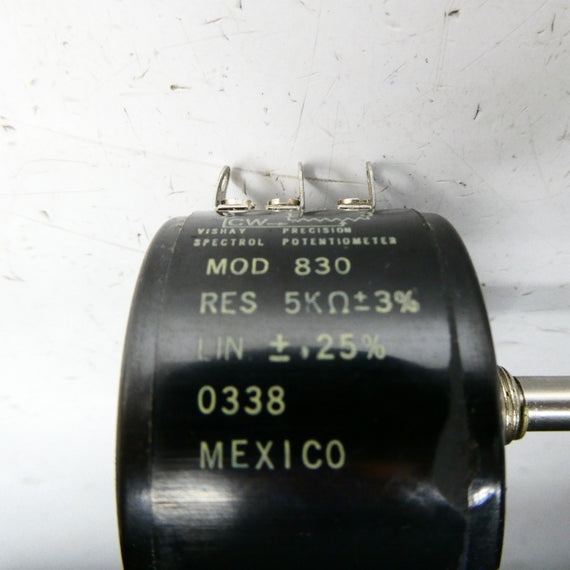 CW
VISHAY PRECISION
SPECTROL POTENTIOMETER
MOD 830
RES 5KΩ±3%
LIN ±.25%
0338
MEXICO